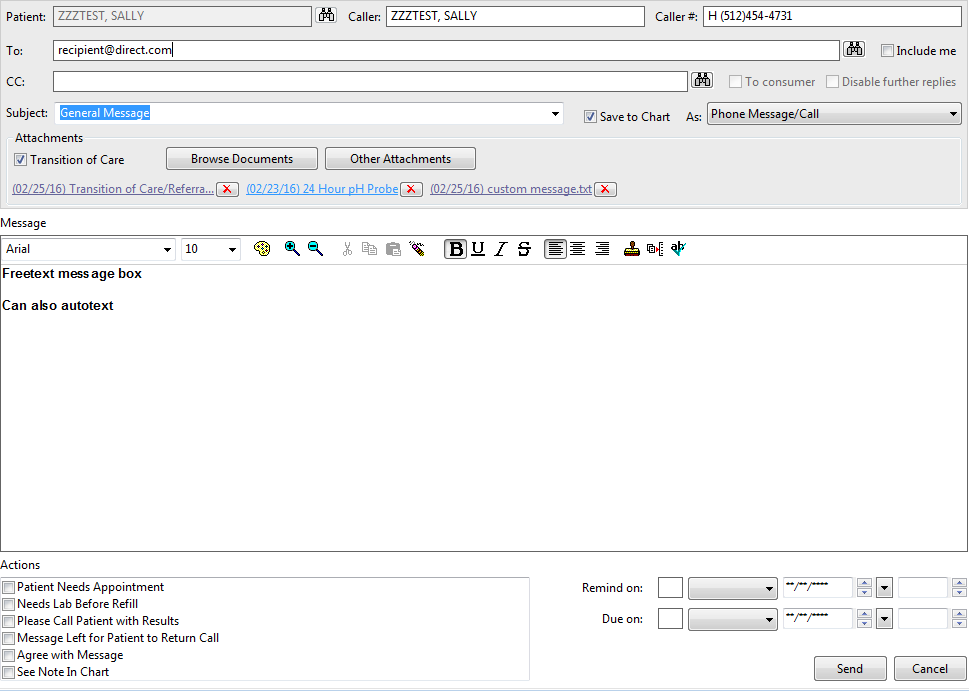 Patient: ZZZTEST, SALLY Caller: ZZZTEST, SALLY Caller #: H (512)454-4731
To: recipient@direct.com Include me
CC: To consumer Disable further replies
Subject: General Message Save to Chart As: Phone Message/Call
Attachments
Transition of Care Browse Documents Other Attachments
(02/25/16) Transition of Care/Referra... (02/23/16) 24 Hour pH Probe (02/25/16) custom message.txt
Message
Arial 10 B U I S
Freetext message box
Can also autotext
Actions
Patient Needs Appointment Remind on: **/**/****
Needs Lab Before Refill
Please Call Patient with Results Due on: **/**/****
Message Left for Patient to Return Call
Agree with Message
See Note In Chart Send Cancel